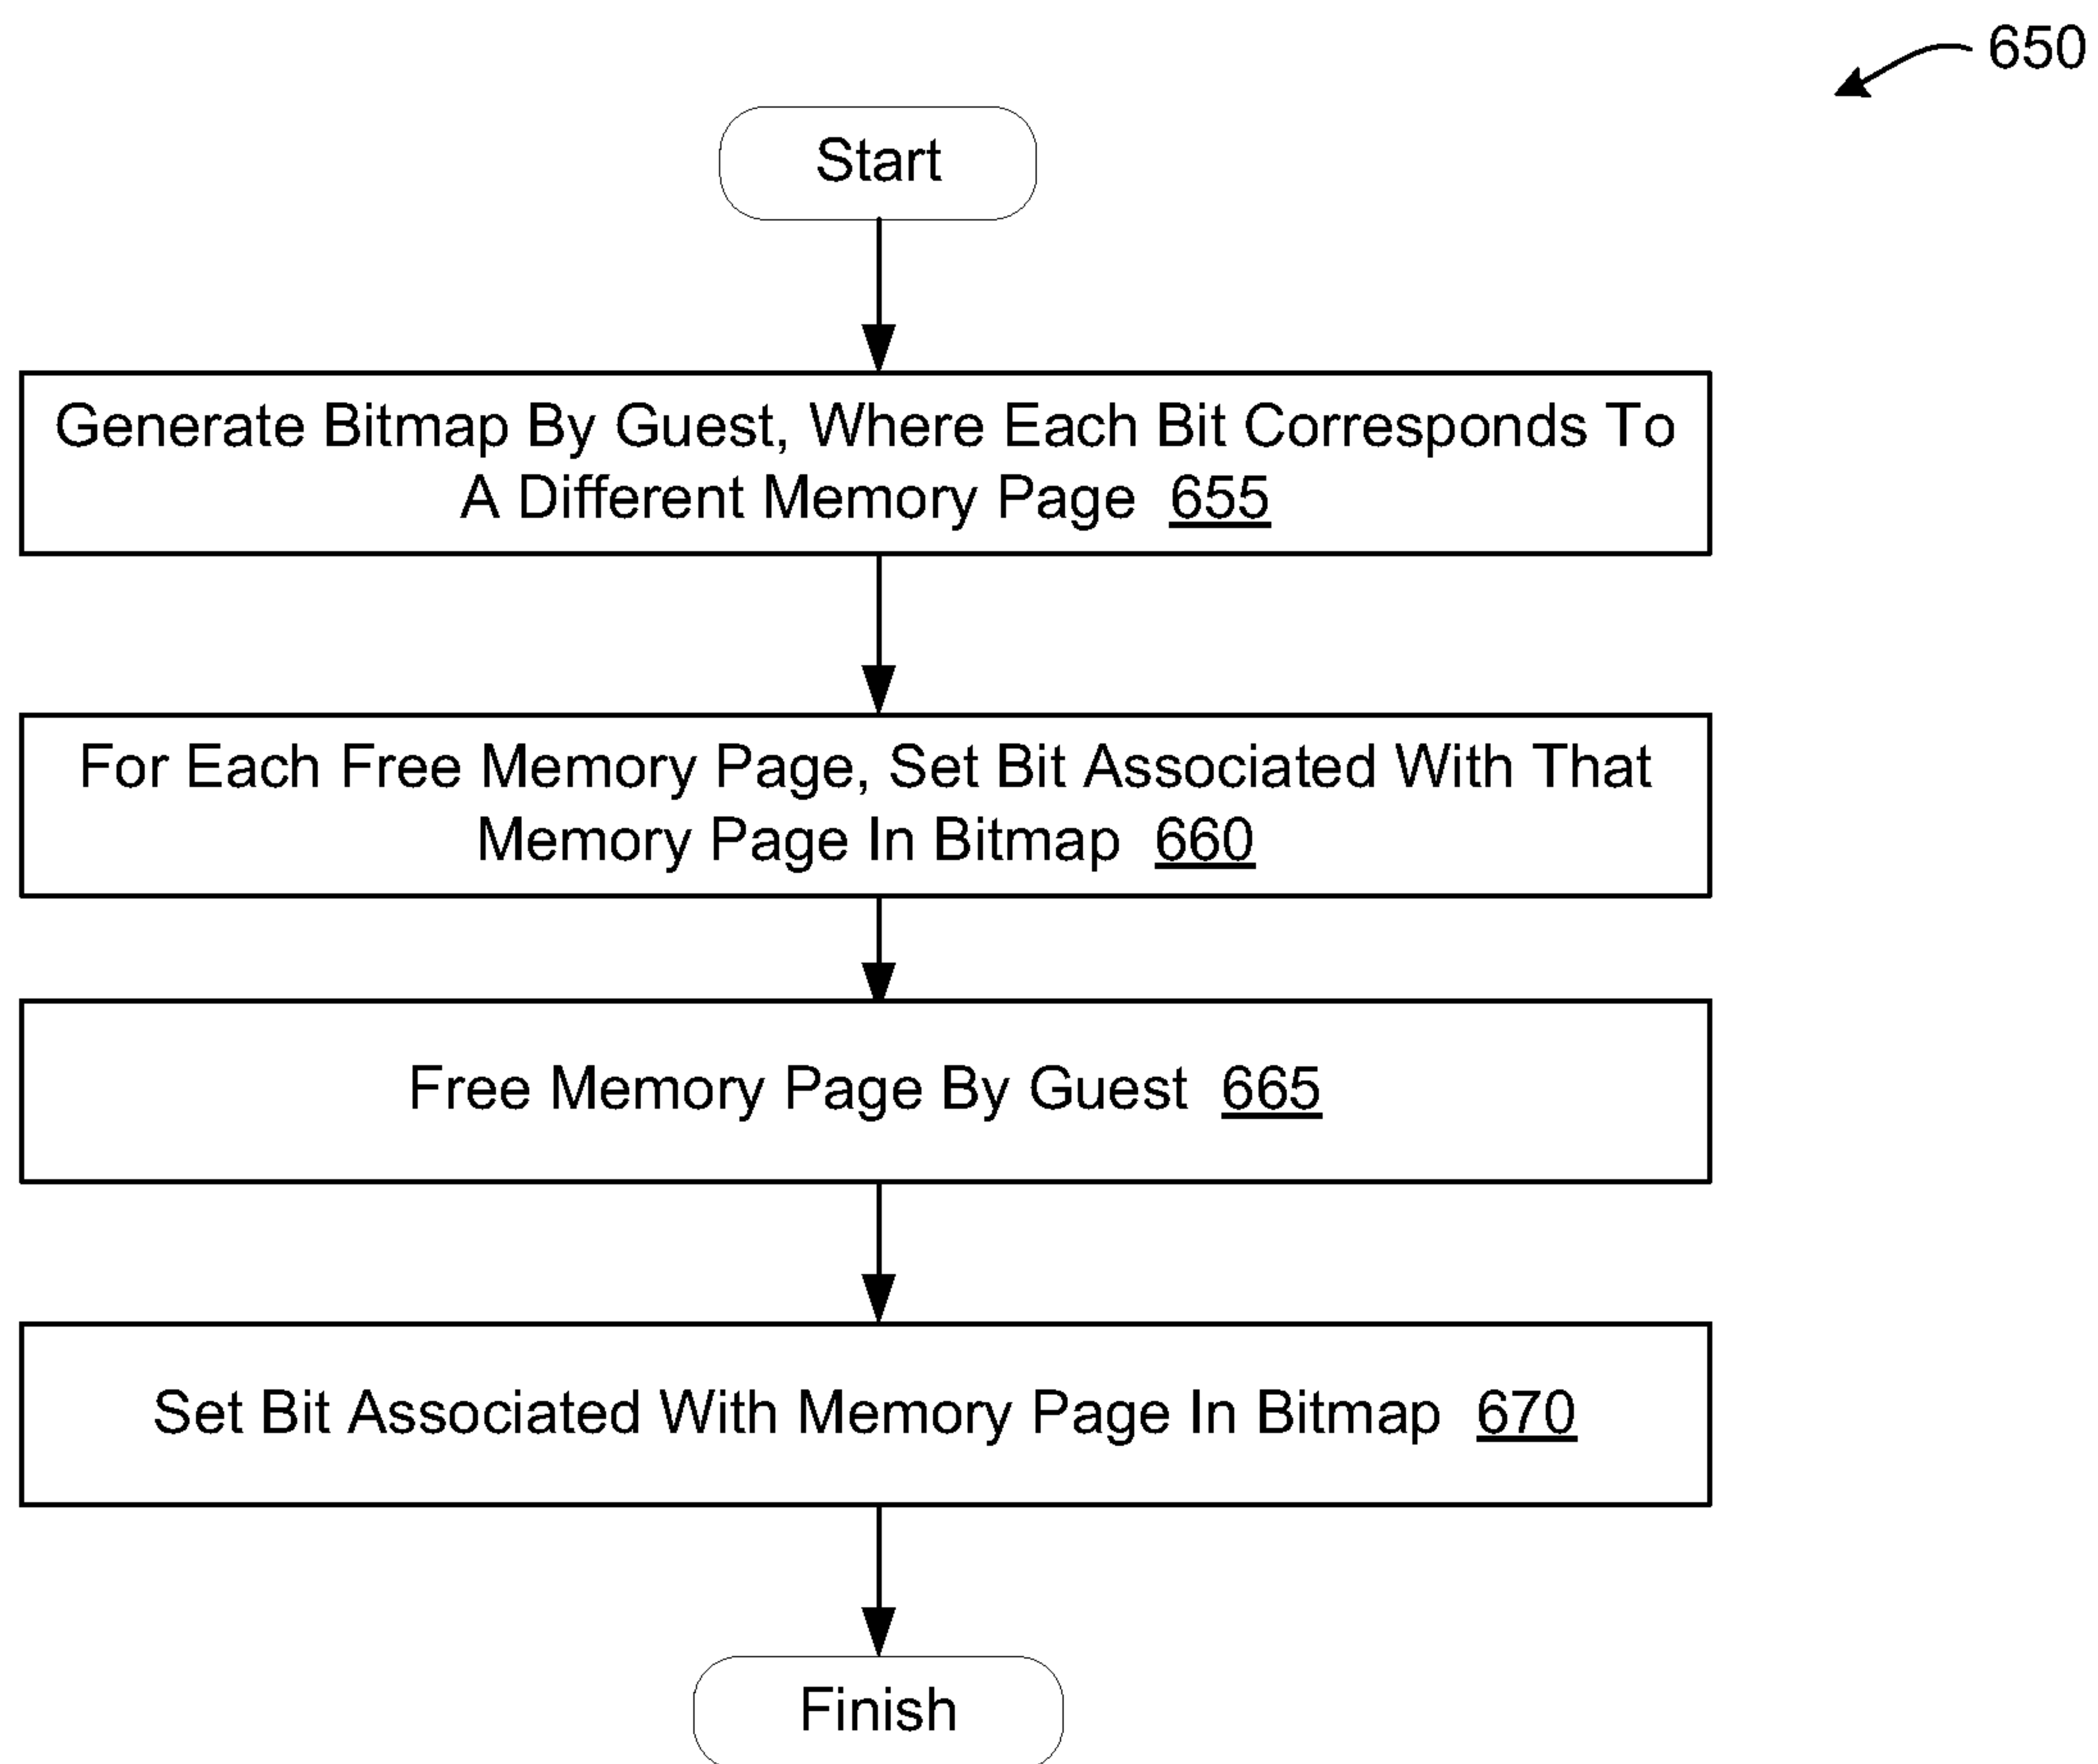 650
Start
Generate Bitmap By Guest, Where Each Bit Corresponds To
A Different Memory Page 655
For Each Free Memory Page, Set Bit Associated With That
Memory Page In Bitmap 660
Free Memory Page By Guest 665
Set Bit Associated With Memory Page In Bitmap 670
Finish